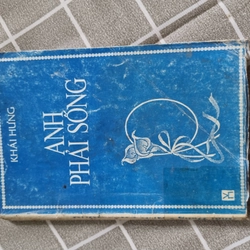 KHÁI HƯNG
ANH
PHẢI SỐNG